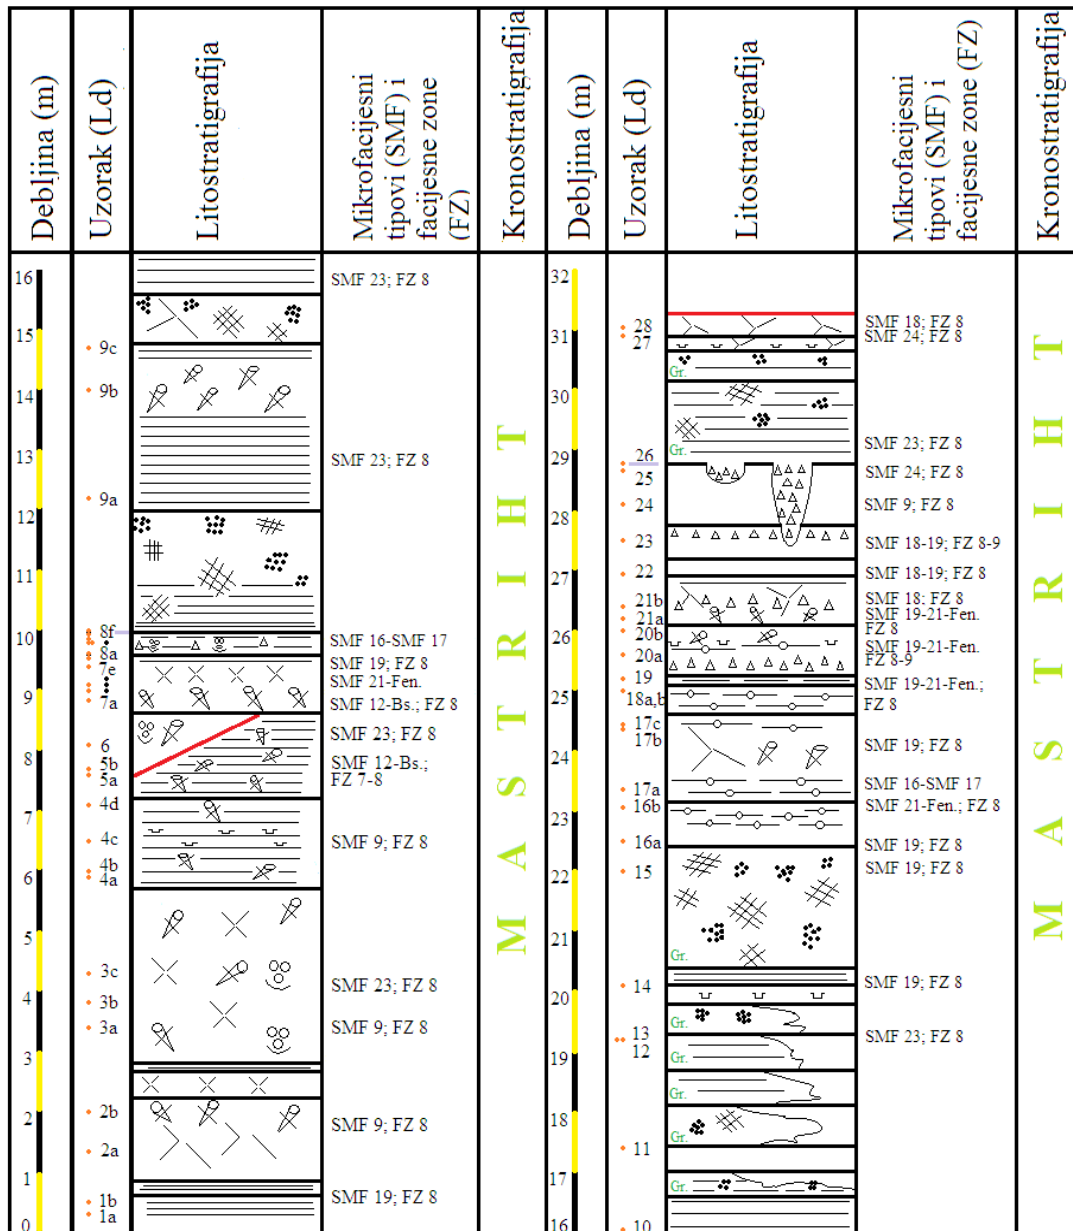 Debljina (m)
Uzorak (Ld)
Litostratigrafija
Mikrofacijesni
tipovi (SMF) i
facijesne zone
(FZ)
Kronostratigrafija
Debljina (m)
Uzorak (Ld)
Litostratigrafija
Mikrofacijesni
tipovi (SMF) i
facijesne zone (FZ)
Kronostratigrafija
16
15
14
13
12
11
10
9
8
7
6
5
4
3
2
1
0
9c
9b
9a
8f
8a
7e
7a
6
5b
5a
4d
4c
4b
4a
3c
3b
3a
2b
2a
1b
1a
SMF 23; FZ 8
SMF 23; FZ 8
SMF 16-SMF 17
SMF 19; FZ 8
SMF 21-Fen.
SMF 12-Bs.; FZ 8
SMF 23; FZ 8
SMF 12-Bs.;
FZ 7-8
SMF 9; FZ 8
SMF 23; FZ 8
SMF 9; FZ 8
SMF 9; FZ 8
SMF 19; FZ 8
MASTRIHT
32
31
30
29
28
27
26
25
24
23
22
21
20
19
18
17
16
28
27
26
25
24
23
22
21b
21a
20b
20a
19
18a,b
17c
17b
17a
16b
16a
15
14
13
12
11
10
Gr.
Gr.
Gr.
Gr.
Gr.
Gr.
Gr.
Gr.
SMF 18; FZ 8
SMF 24; FZ 8
SMF 23; FZ 8
SMF 24; FZ 8
SMF 9; FZ 8
SMF 18-19; FZ 8-9
SMF 18-19; FZ 8
SMF 18: FZ 8
SMF 19-21-Fen.
FZ 8
SMF 19-21-Fen.
FZ 8-9
SMF 19-21-Fen.;
FZ 8
SMF 19; FZ 8
SMF 16-SMF 17
SMF 21-Fen.; FZ 8
SMF 19; FZ 8
SMF 19; FZ 8
SMF 19; FZ 8
SMF 23; FZ 8
MASTRIHT